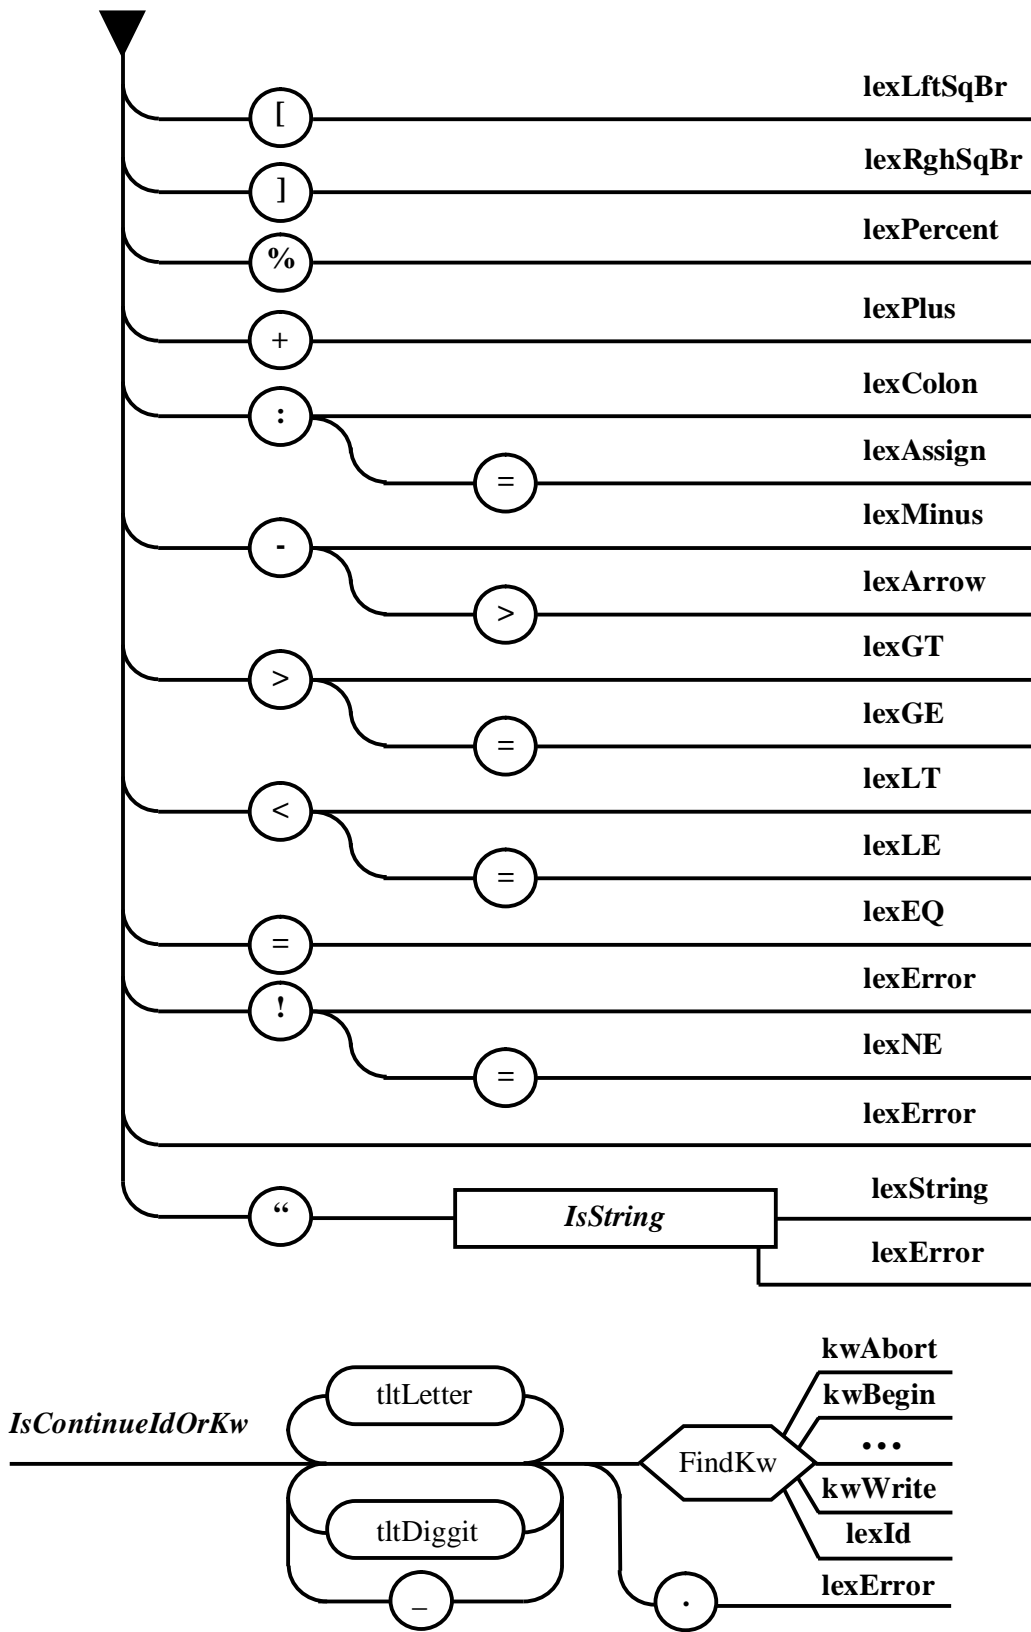 lexLftSqBr
[
lexRghSqBr
]
lexPercent
%
lexPlus
+
lexColon
:
lexAssign
=
lexMinus
-
lexArrow
>
lexGT
>
lexGE
=
lexLT
<
lexLE
=
lexEQ
=
lexError
!
lexNE
=
lexError
lexString
“ IsString
lexError
kwAbort
tltLetter
kwBegin
IsContinueIdOrKw
...
FindKw
kwWrite
tltDiggit
lexId
lexError
_ .